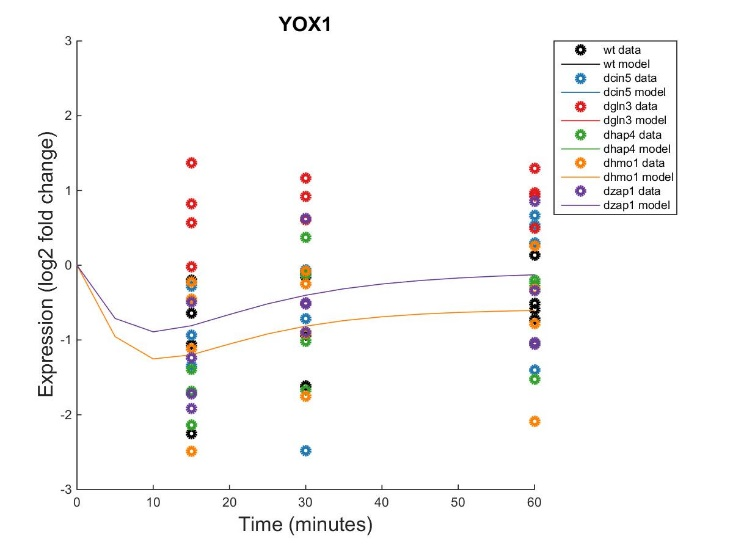 YOX1
Expression (log2 fold change)
3
2
1
0
-1
-2
-3
0 10 20 30 40 50 60
Time (minutes)
wt data
wt model
dcin5 data
dcin5 model
dgln3 data
dgln3 model
dhap4 data
dhap4 model
dhmo1 data
dhmo1 model
dzap1 data
dzap1 model